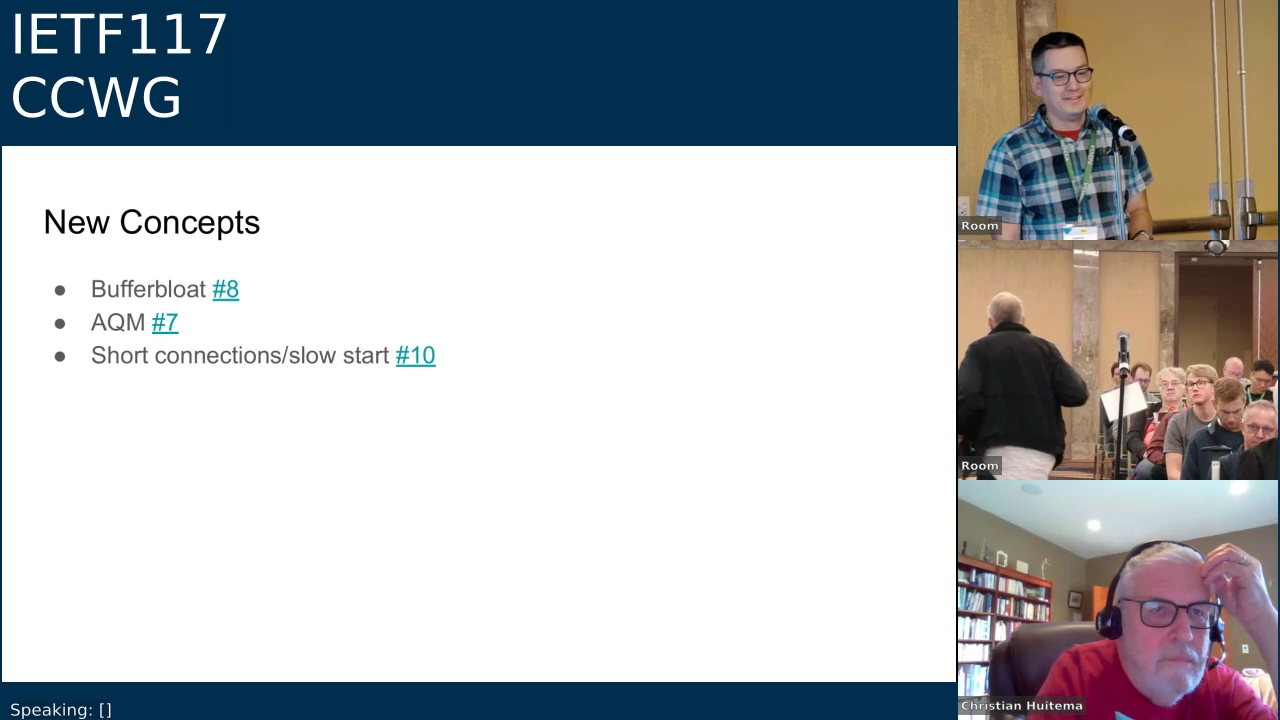 IETF117
CCWG
New Concepts
● Bufferbloat #8
● AQM #7
● Short connections/slow start #10
Speaking: []
Room
Room
Christian Huitema